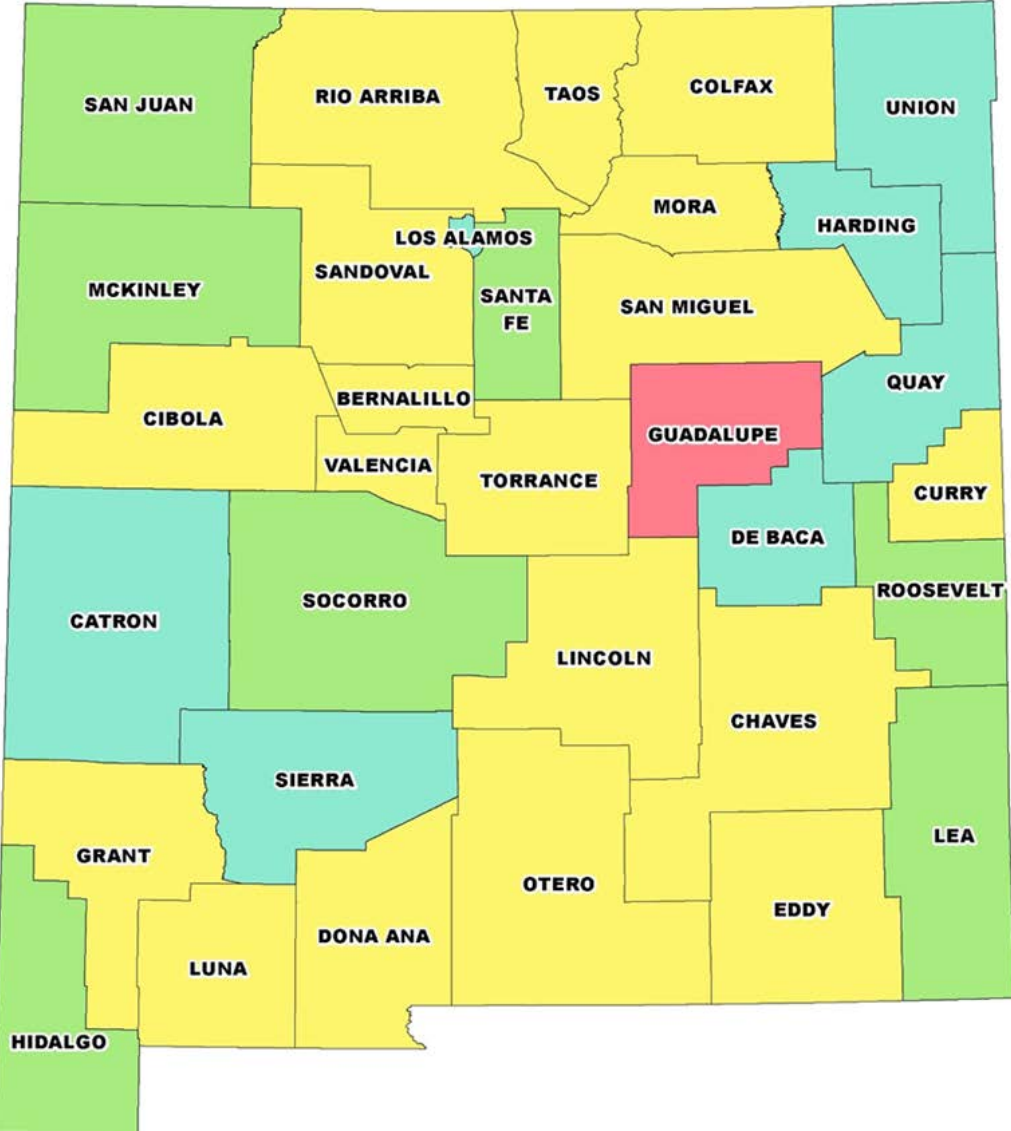 SAN JUAN
RIO ARRIBA
TAOS
COLFAX
UNION
MORA
HARDING
LOS ALAMOS
SANDOVAL
MCKINLEY
SANTA
FE
SAN MIGUEL
QUAY
BERNALILLO
CIBOLA
GUADALUPE
VALENCIA
TORRANCE
CURRY
DE BACA
ROOSEVELT
CATRON
SOCORRO
LINCOLN
CHAVES
SIERRA
LEA
GRANT
OTERO
EDDY
DONA ANA
LUNA
HIDALGO